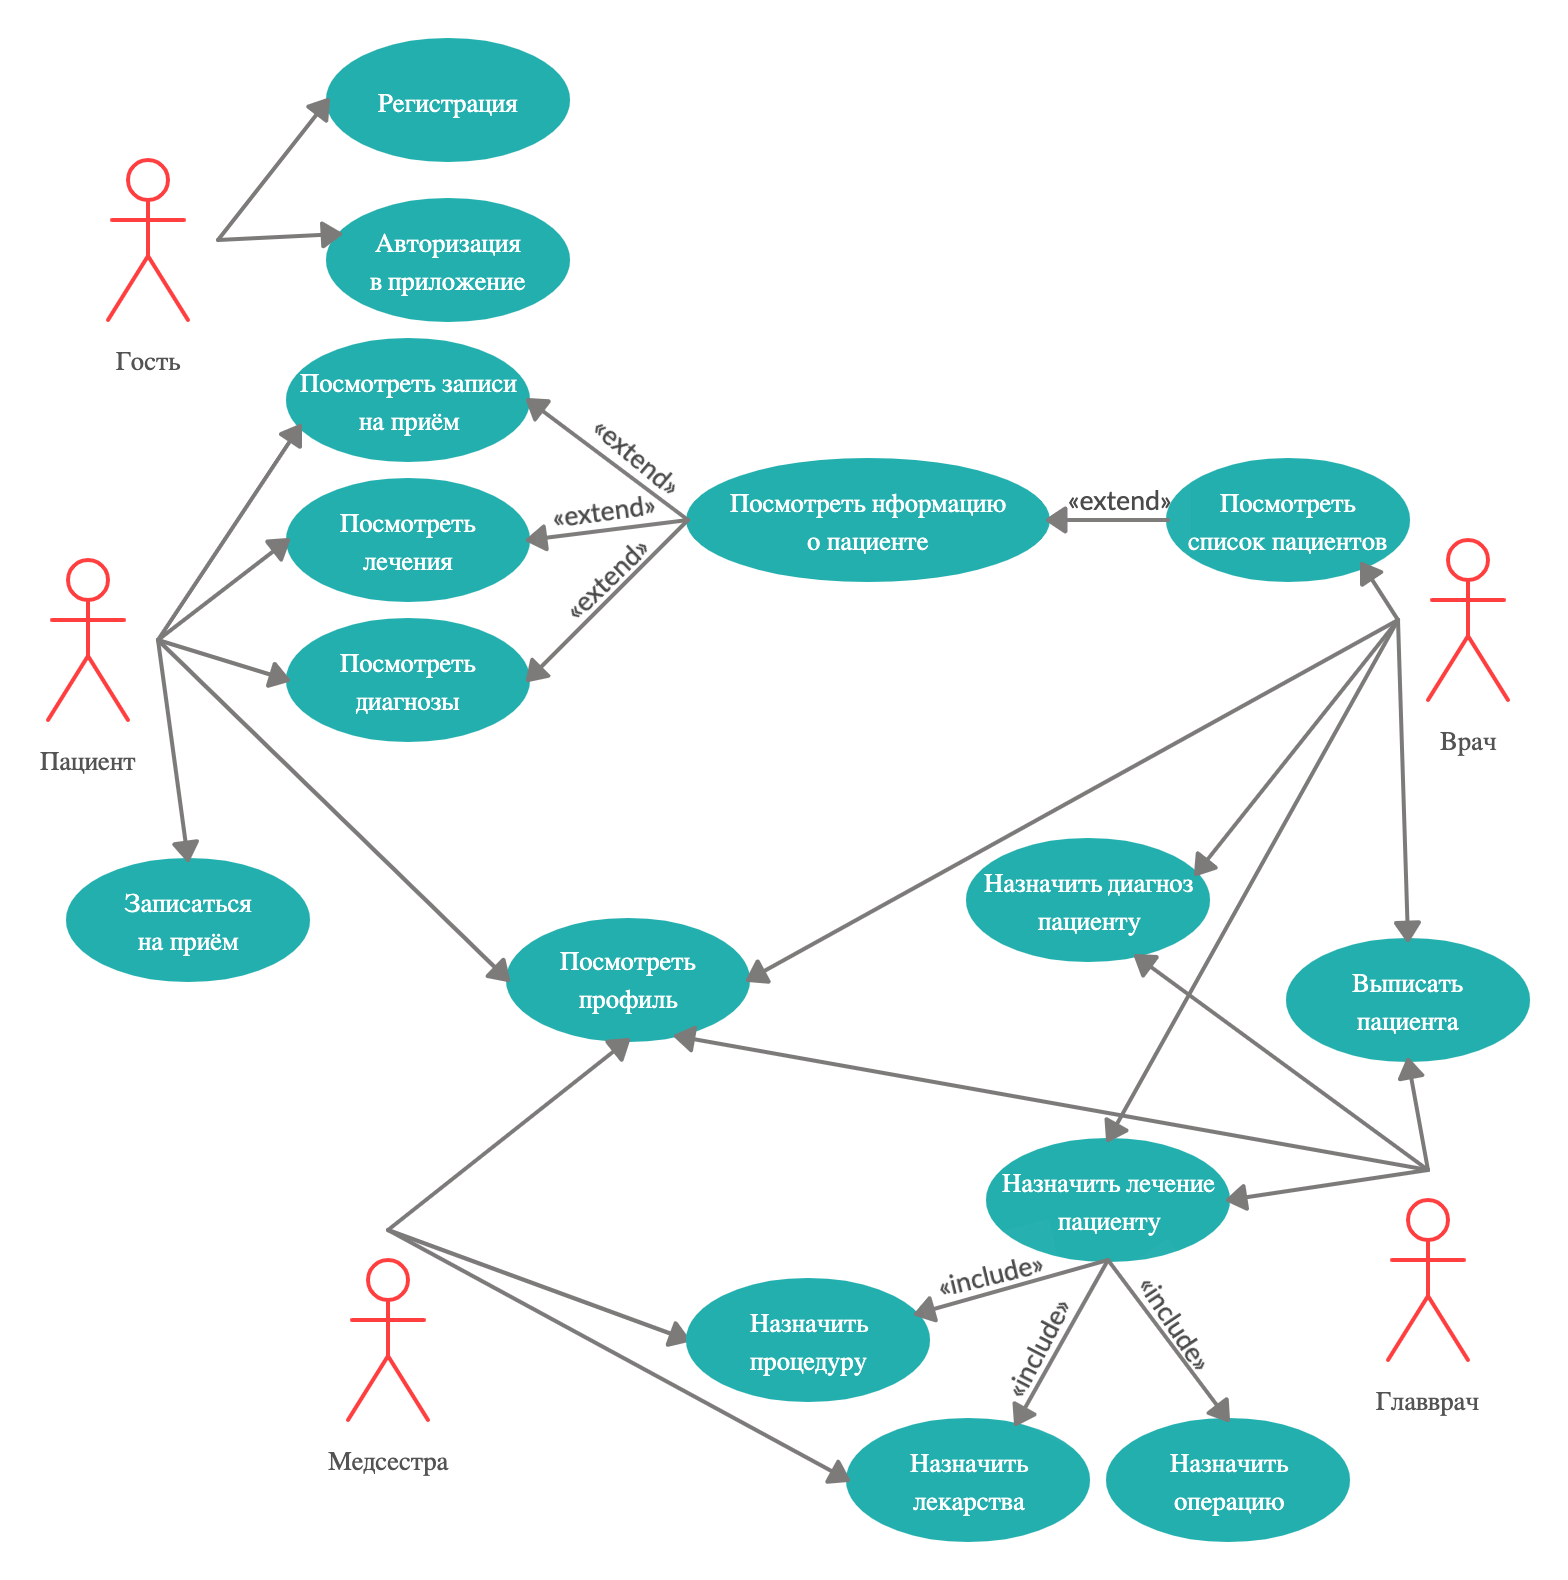 Регистрация
Авторизация
в приложение
Гость
Посмотреть записи
на приём
«extend»
Посмотреть
лечения
«extend»
Посмотреть нформацию
о пациенте
«extend»
Посмотреть
список пациентов
«extend»
Посмотреть
диагнозы
Пациент
Врач
Записаться
на приём
Назначить диагноз
пациенту
Посмотреть
профиль
Выписать
пациента
Назначить лечение
пациенту
«include»
«include»
«include»
Назначить
процедуру
Главврач
Медсестра
Назначить
лекарства
Назначить
операцию